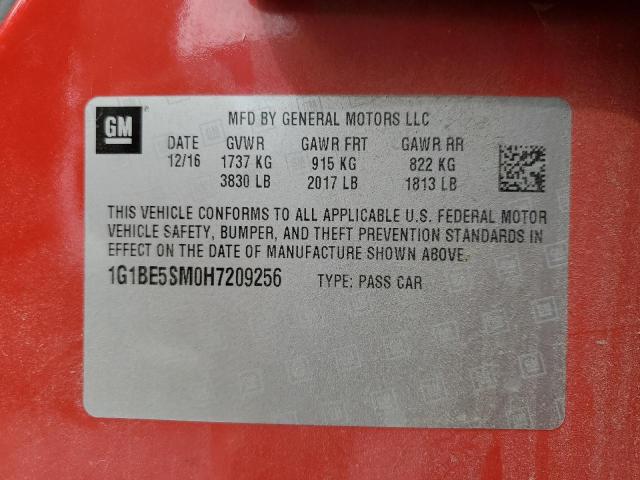 GM
MFD BY GENERAL MOTORS LLC
DATE GVWR GAWR FRT GAWR RR
12/16 1737 KG 915 KG 822 KG
3830 LB 2017 LB 1813 LB
THIS VEHICLE CONFORMS TO ALL APPLICABLE U.S. FEDERAL MOTOR
VEHICLE SAFETY, BUMPER, AND THEFT PREVENTION STANDARDS IN
EFFECT ON THE DATE OF MANUFACTURE SHOWN ABOVE.
1G1BE5SM0H7209256 TYPE: PASS CAR